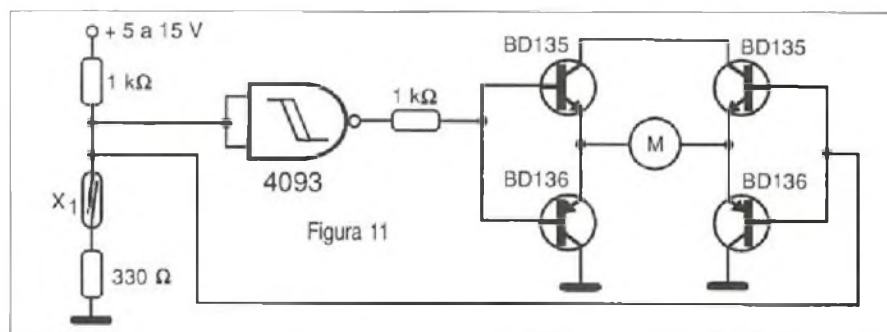 + 5 a 15 V
1 kΩ
X1
330 Ω
4093
1 kΩ
BD135
BD135
M
BD136
BD136
Figura 11